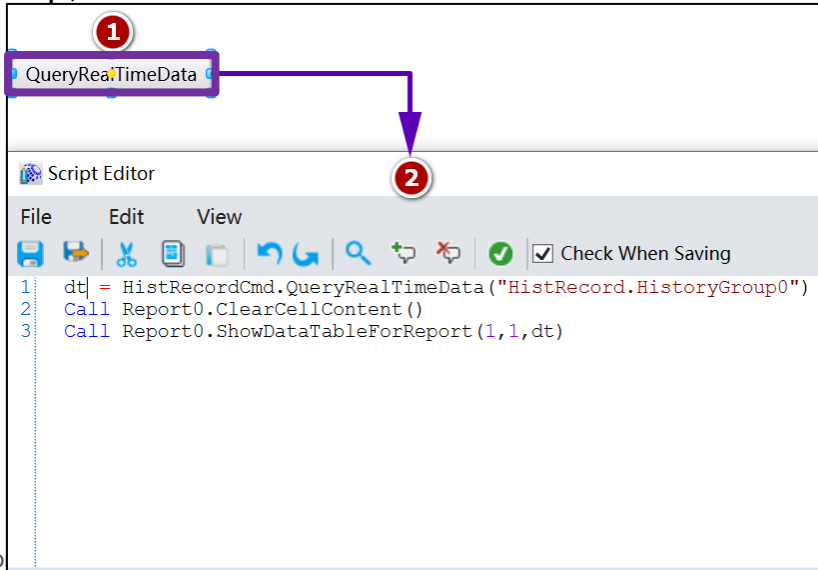 1
QueryRealTimeData
2
Script Editor
File Edit View
Check When Saving
1 dt = HistRecordCmd.QueryRealTimeData("HistRecord.HistoryGroup0")
2 Call Report0.ClearCellContent()
3 Call Report0.ShowDataTableForReport(1,1,dt)